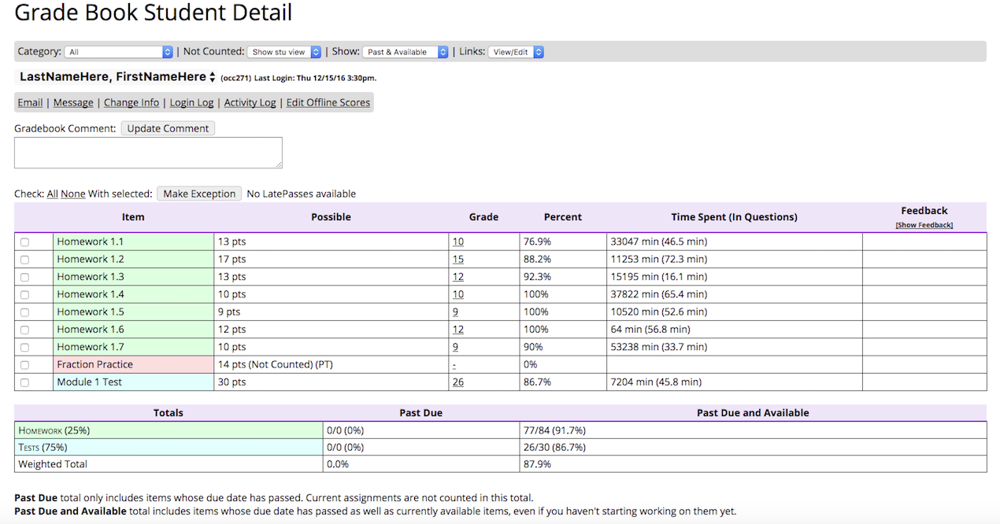 Grade Book Student Detail
Category: All | Not Counted: Show stu view | Show: Past & Available | Links: View/Edit
LastNameHere, FirstNameHere (occ271) Last Login: Thu 12/15/16 3:30pm.
Email | Message | Change Info | Login Log | Activity Log | Edit Offline Scores
Gradebook Comment: Update Comment
Check: All None With selected: Make Exception No LatePasses available
Item Possible Grade Percent Time Spent (In Questions) Feedback
[Show Feedback]
Homework 1.1 13 pts 10 76.9% 33047 min (46.5 min)
Homework 1.2 17 pts 15 88.2% 11253 min (72.3 min)
Homework 1.3 13 pts 12 92.3% 15195 min (16.1 min)
Homework 1.4 10 pts 10 100% 37822 min (65.4 min)
Homework 1.5 9 pts 9 100% 10520 min (52.6 min)
Homework 1.6 12 pts 12 100% 64 min (56.8 min)
Homework 1.7 10 pts 9 90% 53238 min (33.7 min)
Fraction Practice 14 pts (Not Counted) (PT) - 0%
Module 1 Test 30 pts 26 86.7% 7204 min (45.8 min)
Totals Past Due Past Due and Available
Homework (25%) 0/0 (0%) 77/84 (91.7%)
Tests (75%) 0/0 (0%) 26/30 (86.7%)
Weighted Total 0.0% 87.9%
Past Due total only includes items whose due date has passed. Current assignments are not counted in this total.
Past Due and Available total includes items whose due date has passed as well as currently available items, even if you haven't starting working on them yet.